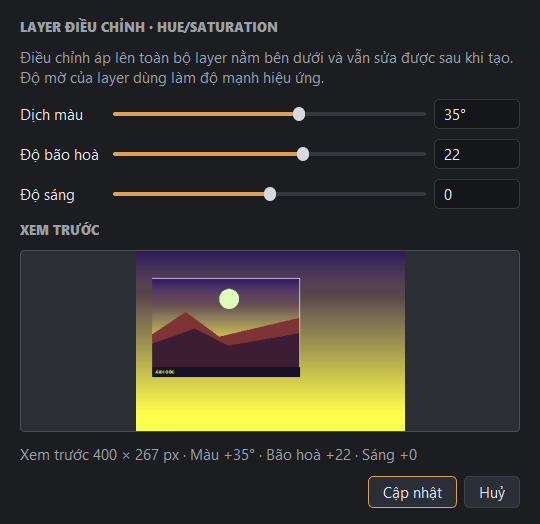 LAYER ĐIỀU CHỈNH · HUE/SATURATION
Điều chỉnh áp lên toàn bộ layer nằm bên dưới và vẫn sửa được sau khi tạo.
Độ mờ của layer dùng làm độ mạnh hiệu ứng.
Dịch màu 35°
Độ bão hoà 22
Độ sáng 0
XEM TRƯỚC
Xem trước 400 × 267 px · Màu +35° · Bão hoà +22 · Sáng +0
Cập nhật Huỷ